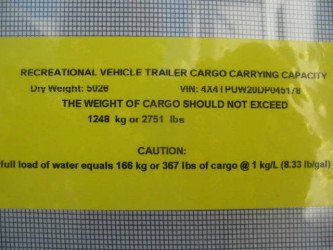 RECREATIONAL VEHICLE TRAILER CARGO CARRYING CAPACITY
Dry Weight: 5026 VIN: 4X4TPUW20DP045178
THE WEIGHT OF CARGO SHOULD NOT EXCEED
1248 kg or 2751 lbs
CAUTION:
full load of water equals 166 kg or 367 lbs of cargo @ 1 kg/L (8.33 lb/gal)